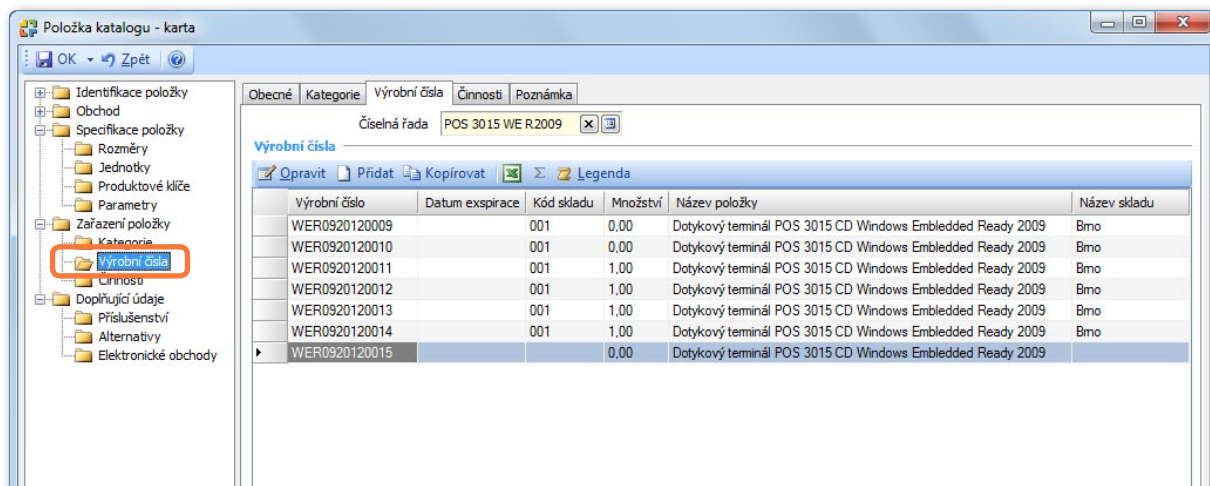 Položka katalogu - karta
OK Zpět
Identifikace položky
Obchod
Specifikace položky
Rozměry
Jednotky
Produktové klíče
Parametry
Zařazení položky
Kategorie
Výrobní čísla
Činnosti
Doplňující údaje
Příslušenství
Alternativy
Elektronické obchody
Obecné Kategorie Výrobní čísla Činnosti Poznámka
Číselná řada POS 3015 WE R2009
Výrobní čísla
Opravit Přidat Kopírovat Σ Legenda
Výrobní číslo Datum exspirace Kód skladu Množství Název položky Název skladu
WER0920120009 001 0,00 Dotykový terminál POS 3015 CD Windows Embledded Ready 2009 Brno
WER0920120010 001 0,00 Dotykový terminál POS 3015 CD Windows Embledded Ready 2009 Brno
WER0920120011 001 1,00 Dotykový terminál POS 3015 CD Windows Embledded Ready 2009 Brno
WER0920120012 001 1,00 Dotykový terminál POS 3015 CD Windows Embledded Ready 2009 Brno
WER0920120013 001 1,00 Dotykový terminál POS 3015 CD Windows Embledded Ready 2009 Brno
WER0920120014 001 1,00 Dotykový terminál POS 3015 CD Windows Embledded Ready 2009 Brno
WER0920120015 0,00 Dotykový terminál POS 3015 CD Windows Embledded Ready 2009